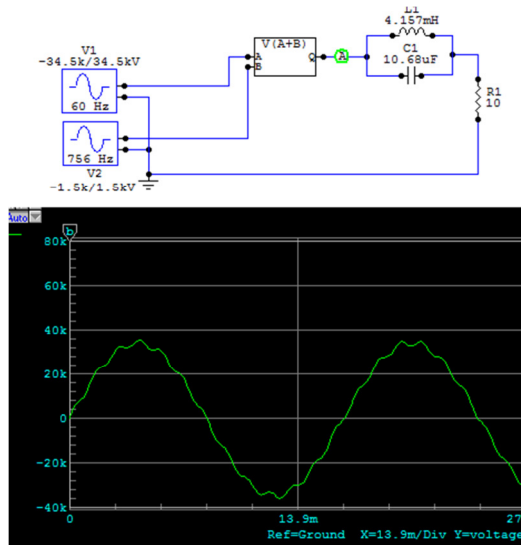 V1
-34.5k/34.5kV
60 Hz
756 Hz
V2
-1.5k/1.5kV
V(A+B)
A
B
Q
A
L1
4.157mH
C1
10.68uF
R1
10
Auto
b
80k
60k
40k
20k
0
-20k
-40k
0
13.9m
27
Ref=Ground X=13.9m/Div Y=voltage